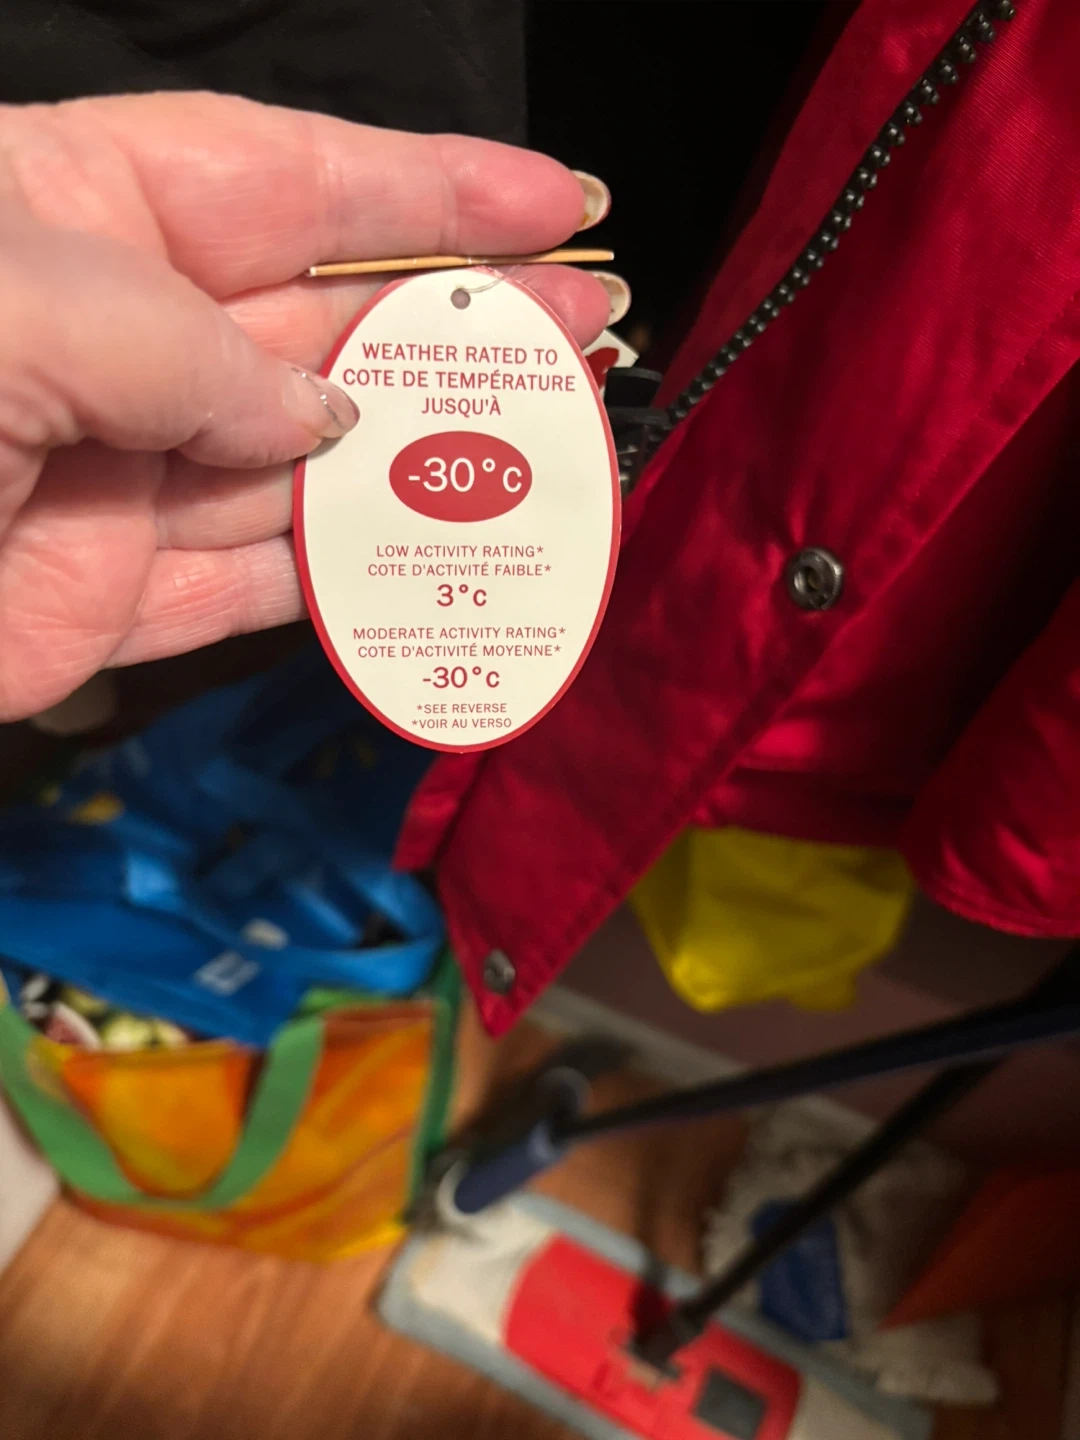 WEATHER RATED TO
COTE DE TEMPÉRATURE
JUSQU'À
-30°c
LOW ACTIVITY RATING*
COTE D'ACTIVITÉ FAIBLE*
3°c
MODERATE ACTIVITY RATING*
COTE D'ACTIVITÉ MOYENNE*
-30°c
*SEE REVERSE
*VOIR AU VERSO